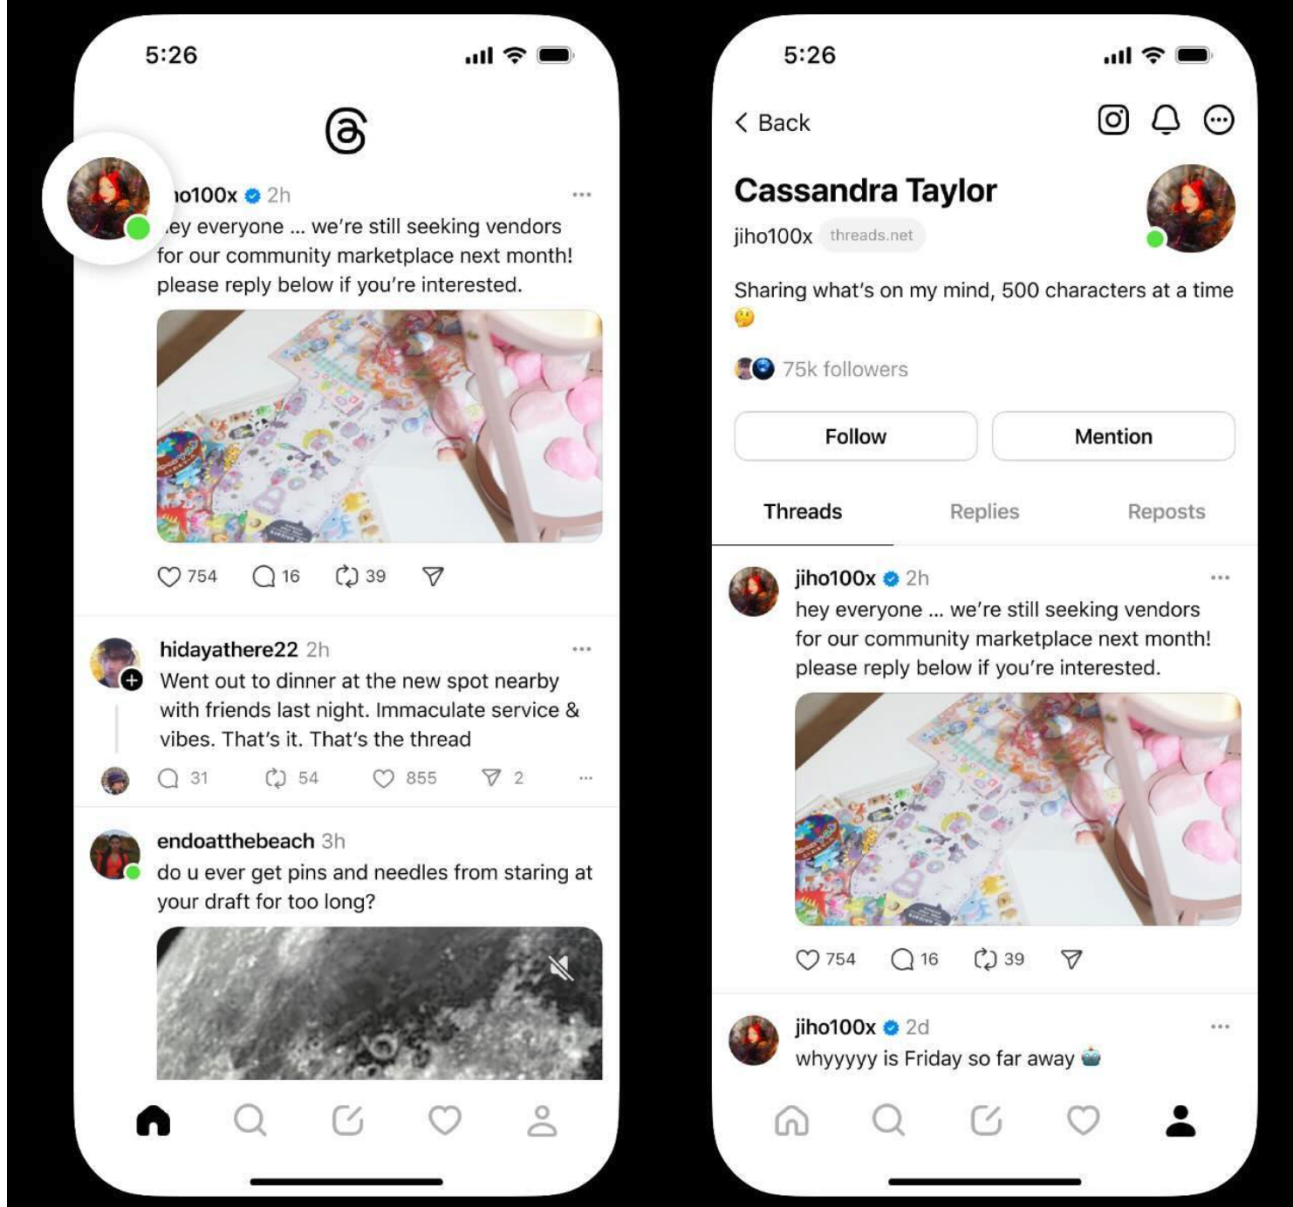 5:26
ho100x 2h
ey everyone ... we're still seeking vendors
for our community marketplace next month!
please reply below if you're interested.
754 16 39
hidayathere22 2h
Went out to dinner at the new spot nearby
with friends last night. Immaculate service &
vibes. That's it. That's the thread
31 54 855 2
endoatthebeach 3h
do u ever get pins and needles from staring at
your draft for too long?
5:26
Back
Cassandra Taylor
jiho100x threads.net
Sharing what's on my mind, 500 characters at a time
🤔
75k followers
Follow Mention
Threads Replies Reposts
jiho100x 2h
hey everyone ... we're still seeking vendors
for our community marketplace next month!
please reply below if you're interested.
754 16 39
jiho100x 2d
whyyyyy is Friday so far away 🤖